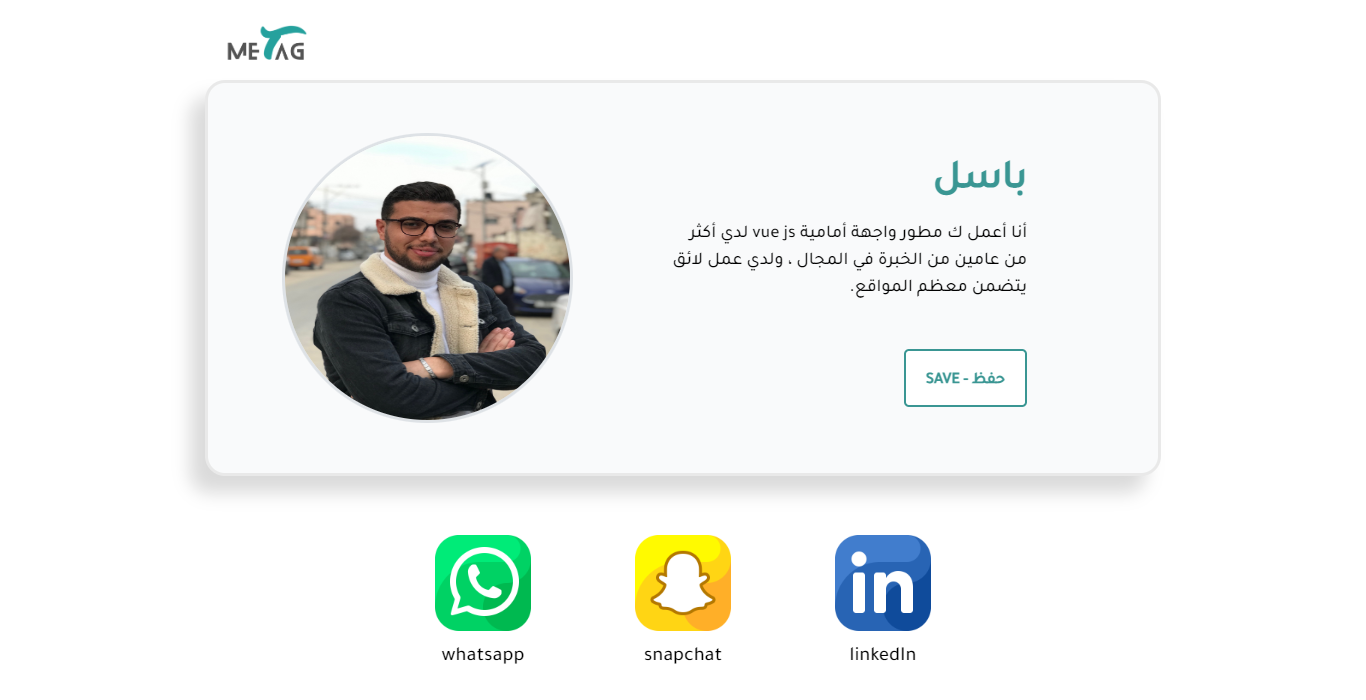 METAG
باسل
أنا أعمل ك مطور واجهة أمامية vue js لدي أكثر
من عامين من الخبرة في المجال ، ولدي عمل لائق
يتضمن معظم المواقع.
حفظ - SAVE
whatsapp
snapchat
in
linkedIn